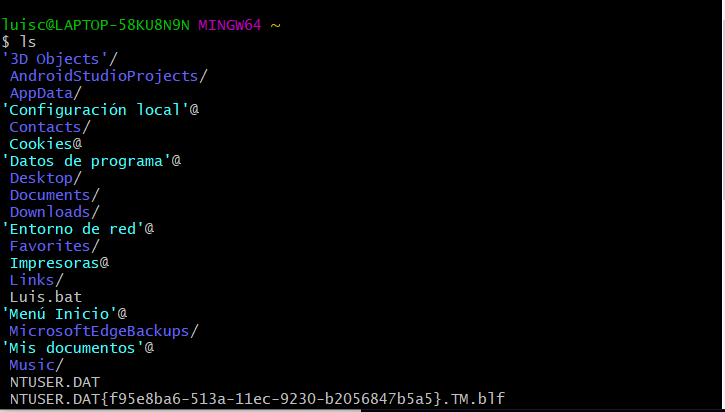 luisc@LAPTOP-58KU8N9N MINGW64 ~
$ ls
'3D Objects'/
AndroidStudioProjects/
AppData/
'Configuración local'@
Contacts/
Cookies@
'Datos de programa'@
Desktop/
Documents/
Downloads/
'Entorno de red'@
Favorites/
Impresoras@
Links/
Luis.bat
'Menú Inicio'@
MicrosoftEdgeBackups/
'Mis documentos'@
Music/
NTUSER.DAT
NTUSER.DAT{f95e8ba6-513a-11ec-9230-b2056847b5a5}.TM.blf